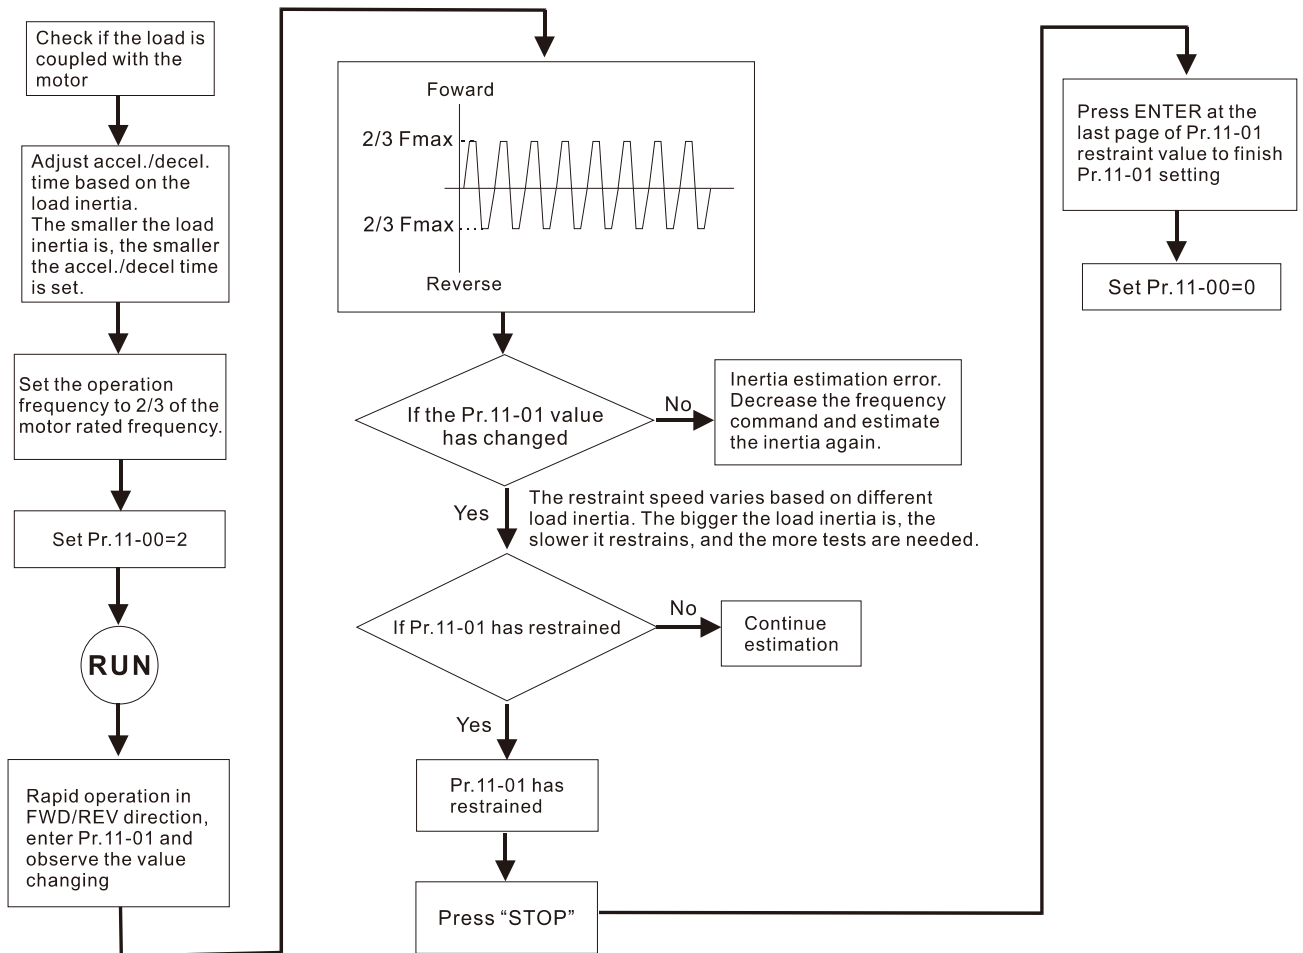 Check if the load is
coupled with the
motor
Adjust accel./decel.
time based on the
load inertia.
The smaller the load
inertia is, the smaller
the accel./decel time
is set.
Set the operation
frequency to 2/3 of the
motor rated frequency.
Set Pr.11-00=2
RUN
Rapid operation in
FWD/REV direction,
enter Pr.11-01 and
observe the value
changing
Foward
2/3 Fmax
2/3 Fmax
Reverse
If the Pr.11-01 value
has changed
No
Inertia estimation error.
Decrease the frequency
command and estimate
the inertia again.
Yes
The restraint speed varies based on different
load inertia. The bigger the load inertia is, the
slower it restrains, and the more tests are needed.
If Pr.11-01 has restrained
No
Continue
estimation
Yes
Pr.11-01 has
restrained
Press “STOP”
Press ENTER at the
last page of Pr.11-01
restraint value to finish
Pr.11-01 setting
Set Pr.11-00=0